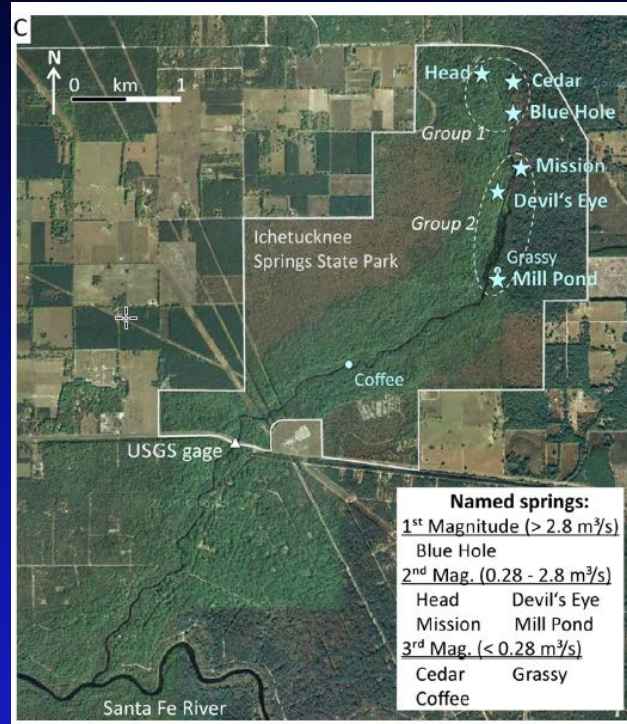 C
N
0 km 1
Head
Cedar
Blue Hole
Group 1
Mission
Devil's Eye
Group 2
Ichetucknee
Springs State Park
Grassy
Mill Pond
Coffee
USGS gage
Named springs:
1st Magnitude (> 2.8 m³/s)
Blue Hole
2nd Mag. (0.28 - 2.8 m³/s)
Head Devil's Eye
Mission Mill Pond
3rd Mag. (< 0.28 m³/s)
Cedar Grassy
Coffee
Santa Fe River